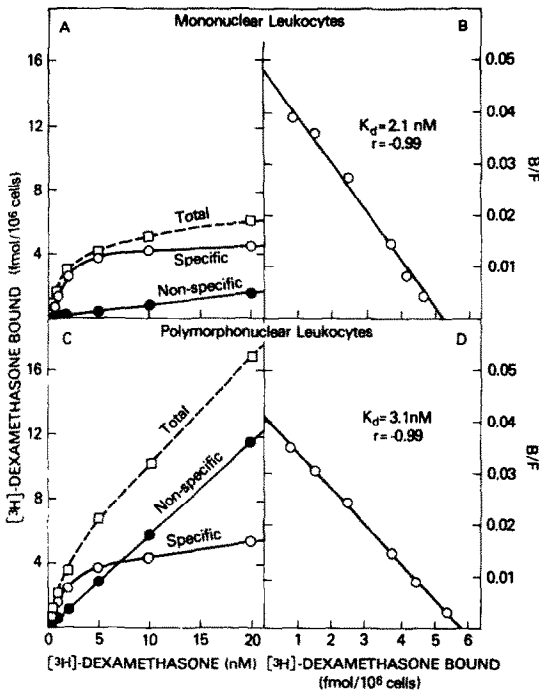 Mononuclear Leukocytes
A
B
16
12
8
4
Total
Specific
Non-specific
K_d = 2.1 nM
r = -0.99
0.05
0.04
0.03
0.02
0.01
B/F
[³H]-DEXAMETHASONE BOUND (fmol/10⁶ cells)
Polymorphonuclear Leukocytes
C
D
16
12
8
4
Total
Non-specific
Specific
K_d = 3.1nM
r = -0.99
0.05
0.04
0.03
0.02
0.01
B/F
0 5 10 15 20
0 1 2 3 4 5 6
[³H]-DEXAMETHASONE (nM)
[³H]-DEXAMETHASONE BOUND
(fmol/10⁶ cells)